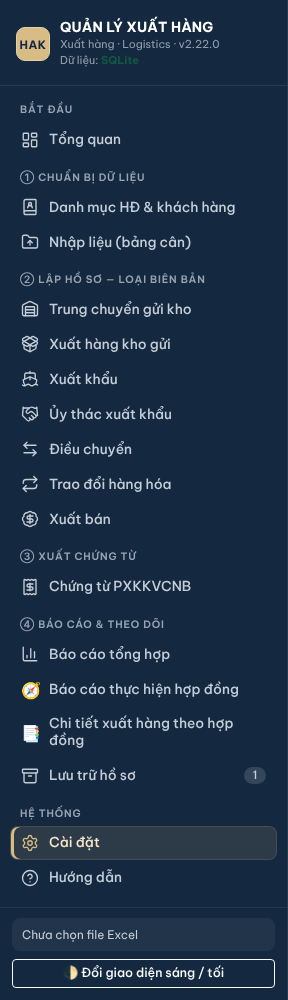 HAK
QUẢN LÝ XUẤT HÀNG
Xuất hàng · Logistics · v2.22.0
Dữ liệu: SQLite
BẮT ĐẦU
Tổng quan
① CHUẨN BỊ DỮ LIỆU
Danh mục HĐ & khách hàng
Nhập liệu (bảng cân)
② LẬP HỒ SƠ — LOẠI BIÊN BẢN
Trung chuyển gửi kho
Xuất hàng kho gửi
Xuất khẩu
Ủy thác xuất khẩu
Điều chuyển
Trao đổi hàng hóa
Xuất bán
③ XUẤT CHỨNG TỪ
Chứng từ PXKKVCNB
④ BÁO CÁO & THEO DÕI
Báo cáo tổng hợp
Báo cáo thực hiện hợp đồng
Chi tiết xuất hàng theo hợp
đồng
Lưu trữ hồ sơ 1
HỆ THỐNG
Cài đặt
Hướng dẫn
Chưa chọn file Excel
Đổi giao diện sáng / tối